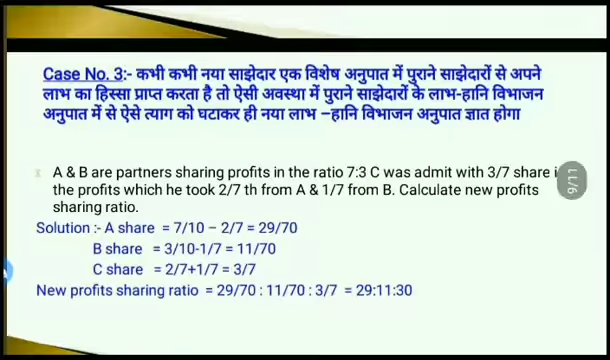 Case No. 3:- कभी कभी नया साझेदार एक विशेष अनुपात में पुराने साझेदारों से अपने
लाभ का हिस्सा प्राप्त करता है तो ऐसी अवस्था में पुराने साझेदारों के लाभ-हानि विभाजन
अनुपात में से ऐसे त्याग को घटाकर ही नया लाभ –हानि विभाजन अनुपात ज्ञात होगा
A & B are partners sharing profits in the ratio 7:3 C was admit with 3/7 share i
the profits which he took 2/7 th from A & 1/7 from B. Calculate new profits
sharing ratio.
9/11
Solution :- A share = 7/10 – 2/7 = 29/70
B share = 3/10-1/7 = 11/70
C share = 2/7+1/7 = 3/7
New profits sharing ratio = 29/70 : 11/70 : 3/7 = 29:11:30